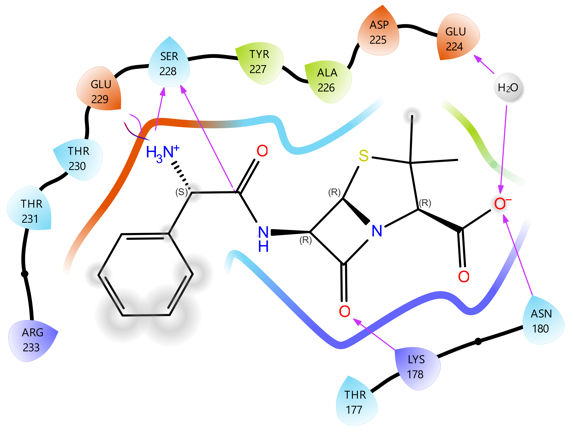 ASP
225
GLU
224
SER
228
TYR
227
ALA
226
GLU
229
H₂O
THR
230
H₃N⁺
O
S
(S)
(R)
(R)
THR
231
N
H
N
O⁻
(R)
O
O
ASN
180
ARG
233
LYS
178
THR
177